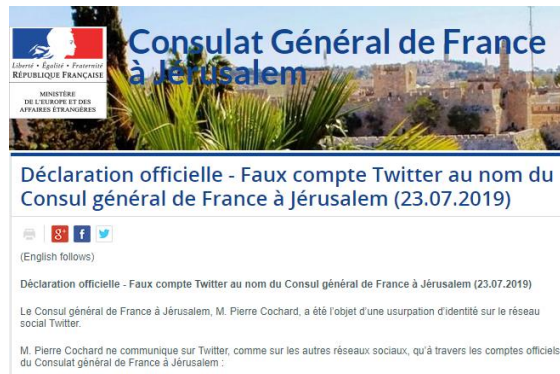 Consulat Général de France
à Jérusalem
Liberté • Égalité • Fraternité
RÉPUBLIQUE FRANÇAISE
MINISTÈRE
DE L'EUROPE ET DES
AFFAIRES ÉTRANGÈRES
Déclaration officielle - Faux compte Twitter au nom du
Consul général de France à Jérusalem (23.07.2019)
(English follows)
Déclaration officielle - Faux compte Twitter au nom du Consul général de France à Jérusalem (23.07.2019)
Le Consul général de France à Jérusalem, M. Pierre Cochard, a été l'objet d'une usurpation d'identité sur le réseau
social Twitter.
M. Pierre Cochard ne communique sur Twitter, comme sur les autres réseaux sociaux, qu'à travers les comptes officiels
du Consulat général de France à Jérusalem :